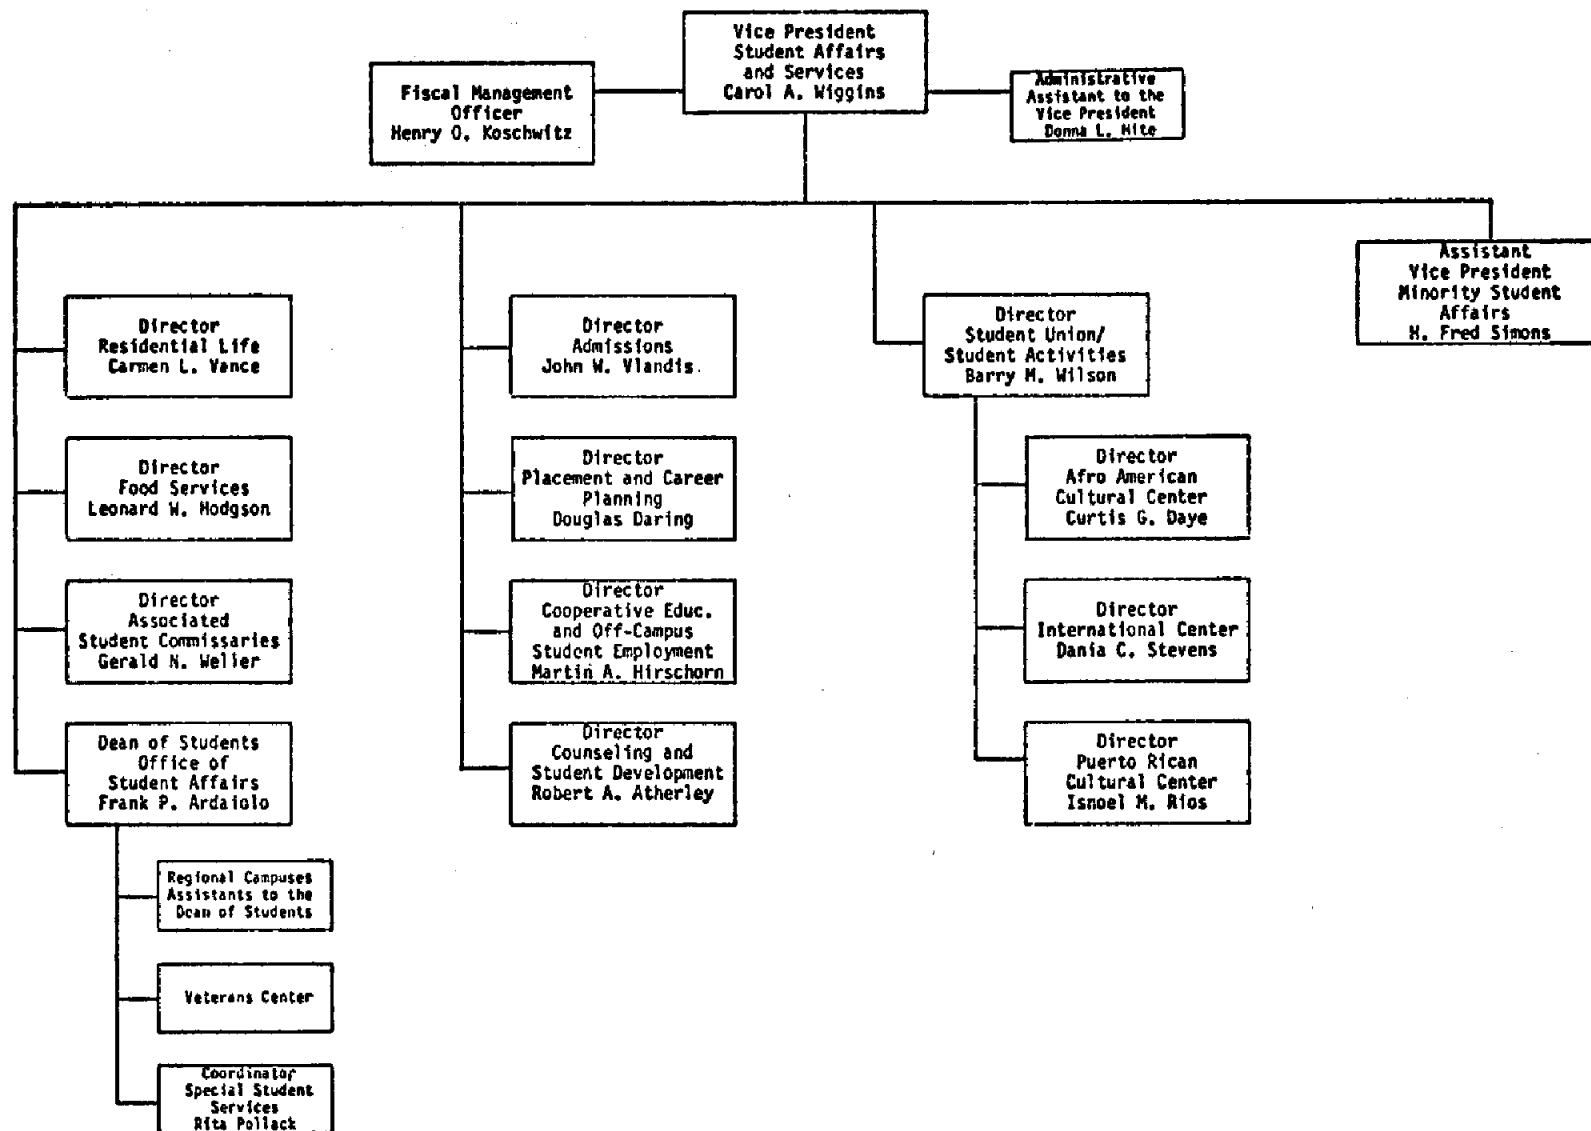 Vice President
Student Affairs
and Services
Carol A. Wiggins
Fiscal Management
Officer
Henry O. Koschwitz
Administrative
Assistant to the
Vice President
Donna L. Hite
Assistant
Vice President
Minority Student
Affairs
H. Fred Simons
Director
Residential Life
Carmen L. Vance
Director
Food Services
Leonard W. Hodgson
Director
Associated
Student Commissaries
Gerald N. Weller
Dean of Students
Office of
Student Affairs
Frank P. Ardaiolo
Regional Campuses
Assistants to the
Dean of Students
Veterans Center
Coordinator
Special Student
Services
Rita Pollack
Director
Admissions
John W. Vlandis
Director
Placement and Career
Planning
Douglas Daring
Director
Cooperative Educ.
and Off-Campus
Student Employment
Martin A. Hirschorn
Director
Counseling and
Student Development
Robert A. Atherley
Director
Student Union/
Student Activities
Barry M. Wilson
Director
Afro American
Cultural Center
Curtis G. Daye
Director
International Center
Dania C. Stevens
Director
Puerto Rican
Cultural Center
Isnoel M. Rios